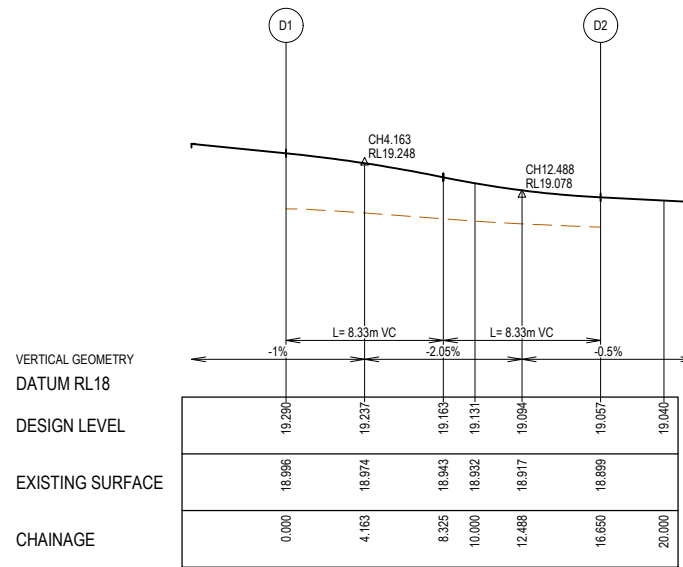 D1
D2
CH4.163
RL19.248
CH12.488
RL19.078
L= 8.33m VC
L= 8.33m VC
-1%
-2.05%
-0.5%
VERTICAL GEOMETRY
DATUM RL18
DESIGN LEVEL
19.290
19.237
19.163
19.131
19.094
19.057
19.040
EXISTING SURFACE
18.996
18.974
18.943
18.932
18.917
18.899
CHAINAGE
0.000
4.163
8.325
10.000
12.488
16.650
20.000